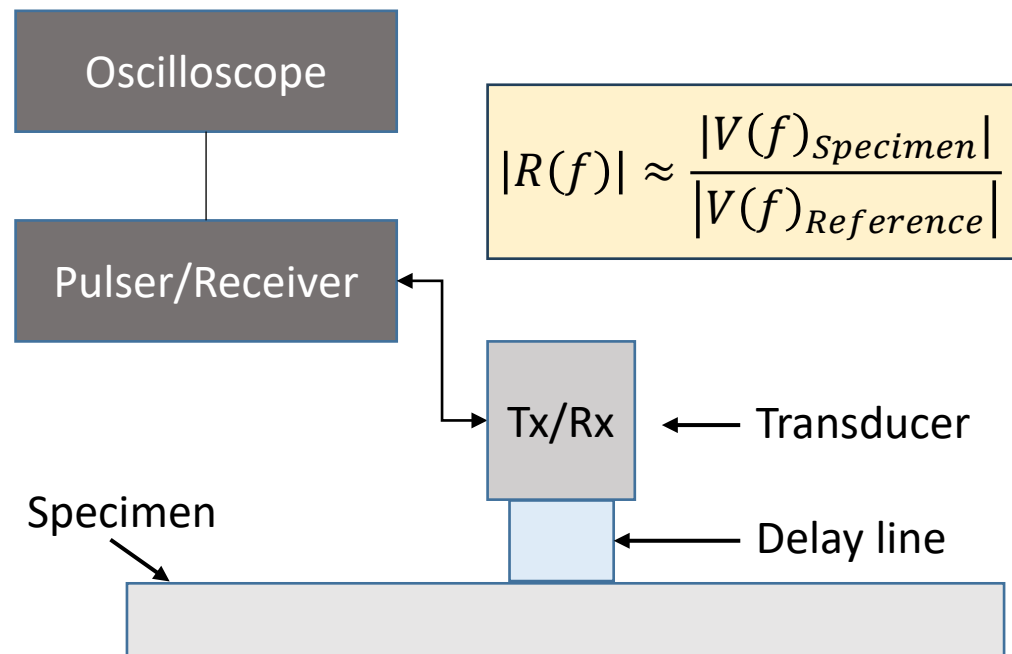 Oscilloscope
|R(f)| ≈ |V(f)_{Specimen}| / |V(f)_{Reference}|
Pulser/Receiver
Tx/Rx
Transducer
Specimen
Delay line